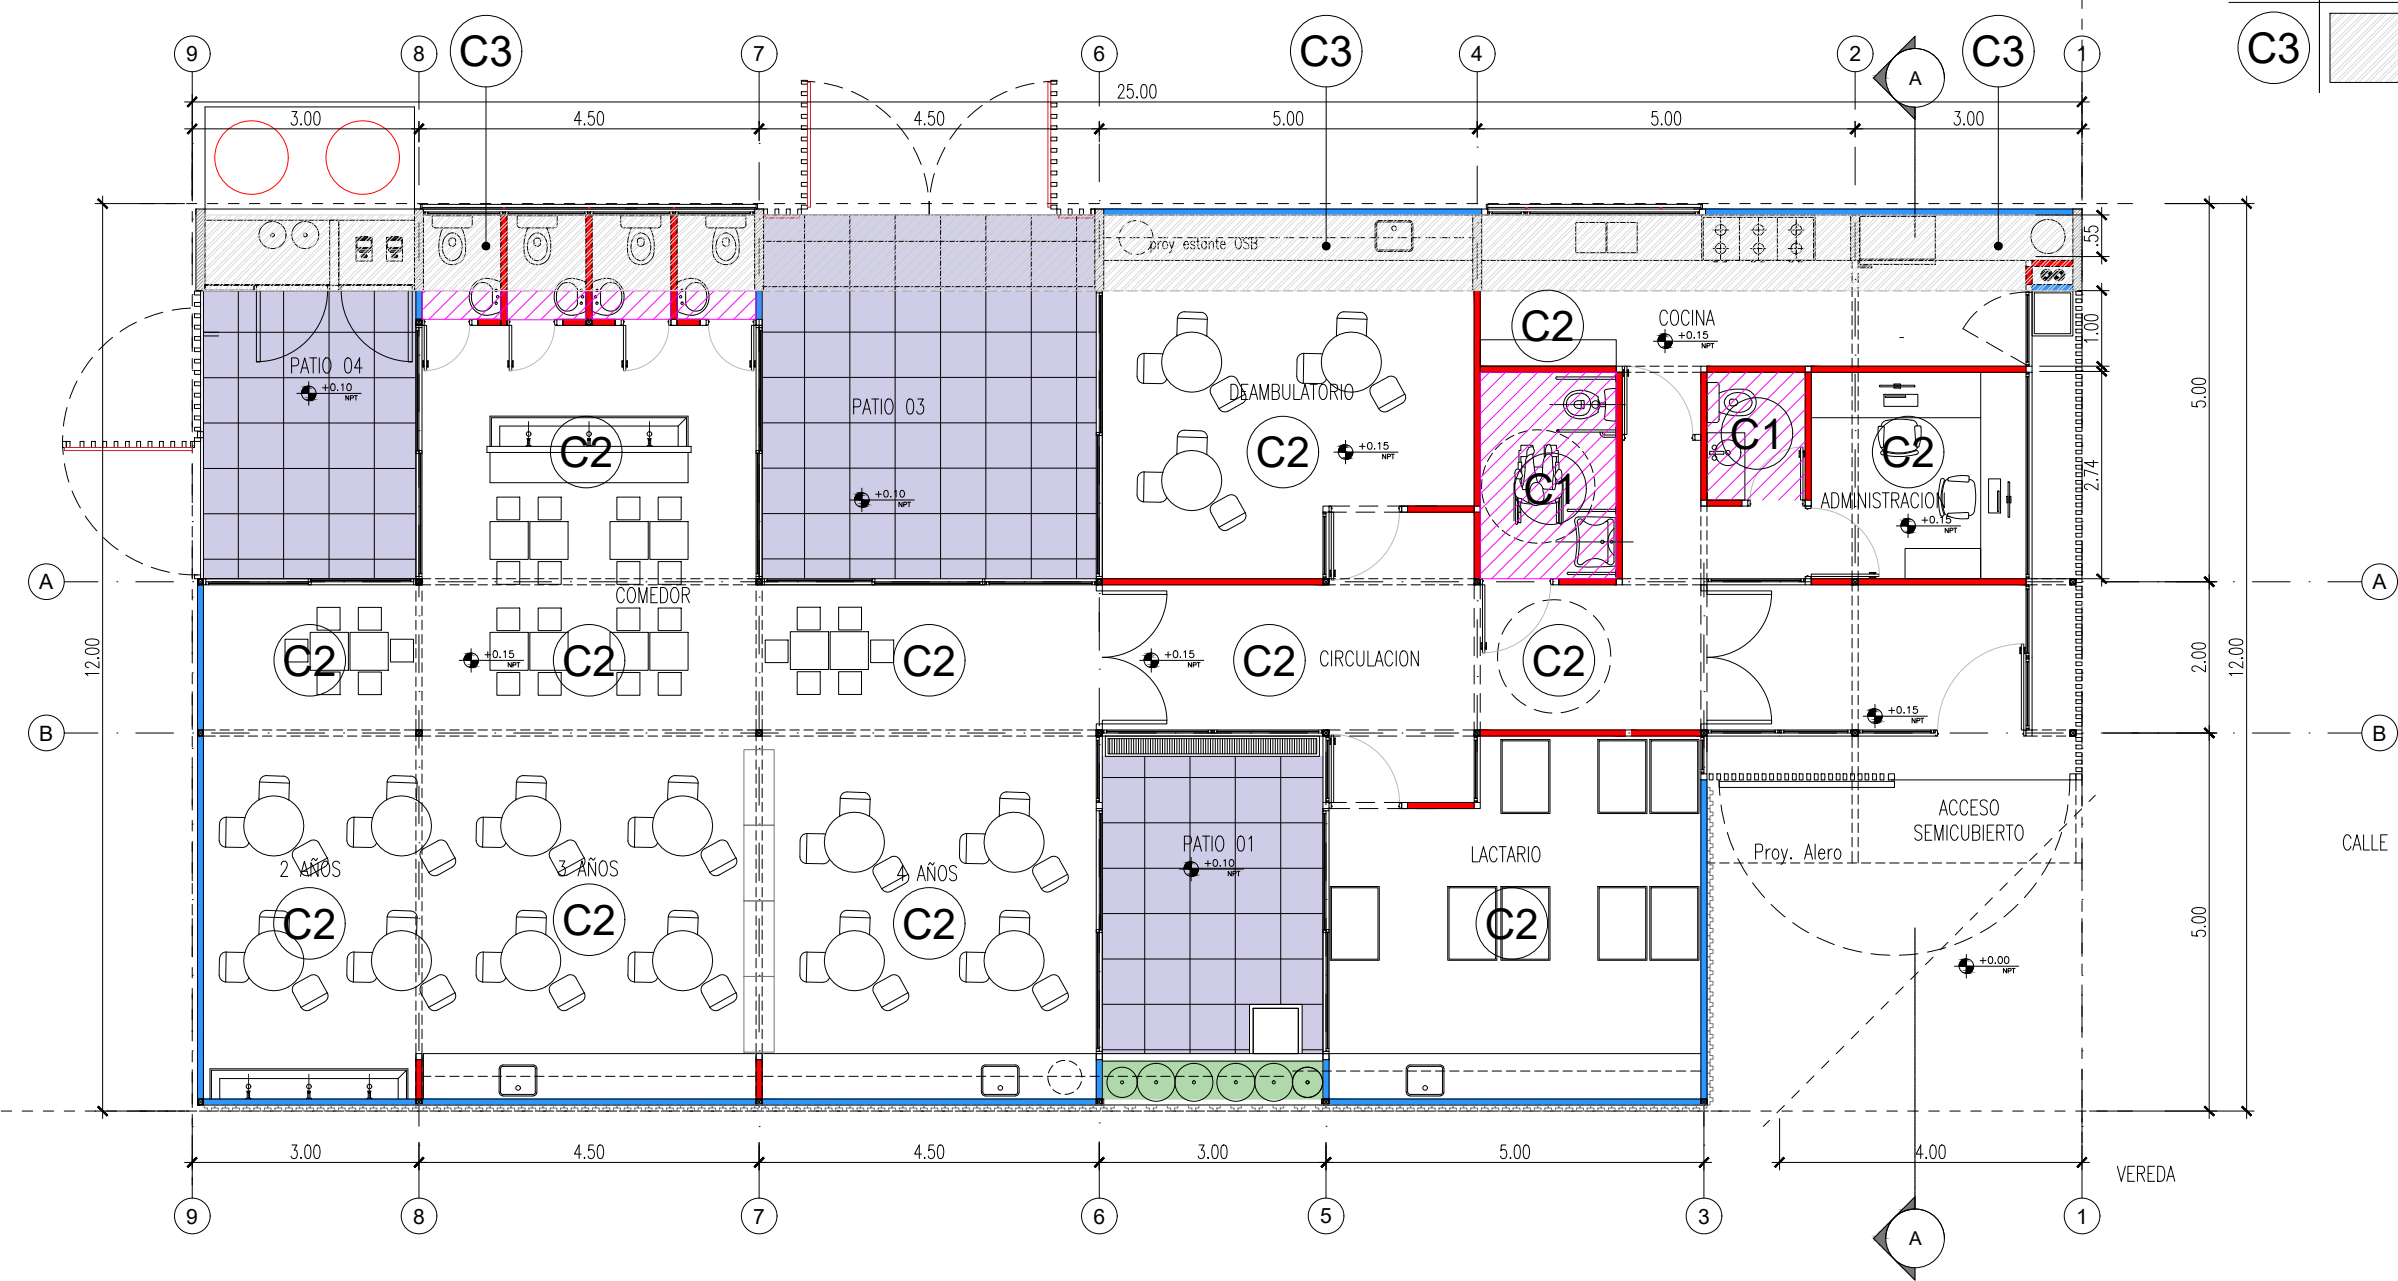 9
8
C3
7
6
C3
4
2
A
C3
1
C3
25.00
3.00
4.50
4.50
5.00
5.00
3.00
proy estante OSB
.55
COCINA
+0.15
NPT
C2
1.00
PATIO 04
+0.10
NPT
DEAMBULATORIO
PATIO 03
5.00
C2
C2
+0.15
NPT
C1
C1
C2
2.74
+0.10
NPT
ADMINISTRACION
+0.15
NPT
A
COMEDOR
A
12.00
C2
+0.15
NPT
C2
C2
+0.15
NPT
C2
CIRCULACION
C2
2.00
12.00
+0.15
NPT
B
B
ACCESO
SEMICUBIERTO
PATIO 01
+0.10
NPT
LACTARIO
Proy. Alero
CALLE
2 AÑOS
3 AÑOS
4 AÑOS
C2
C2
C2
C2
5.00
+0.00
NPT
3.00
4.50
4.50
3.00
5.00
4.00
VEREDA
9
8
7
6
5
3
A
1